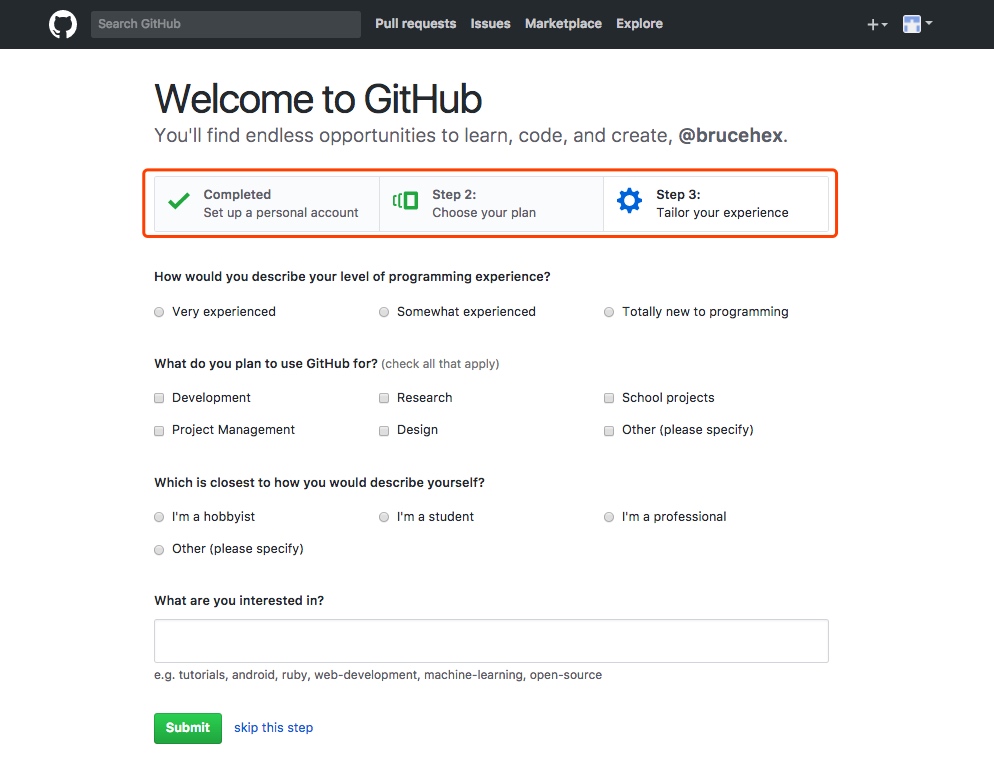 Search GitHub Pull requests Issues Marketplace Explore
Welcome to GitHub
You'll find endless opportunities to learn, code, and create, @brucehex.
Completed Step 2: Step 3:
Set up a personal account Choose your plan Tailor your experience
How would you describe your level of programming experience?
Very experienced Somewhat experienced Totally new to programming
What do you plan to use GitHub for? (check all that apply)
Development Research School projects
Project Management Design Other (please specify)
Which is closest to how you would describe yourself?
I'm a hobbyist I'm a student I'm a professional
Other (please specify)
What are you interested in?
e.g. tutorials, android, ruby, web-development, machine-learning, open-source
Submit skip this step